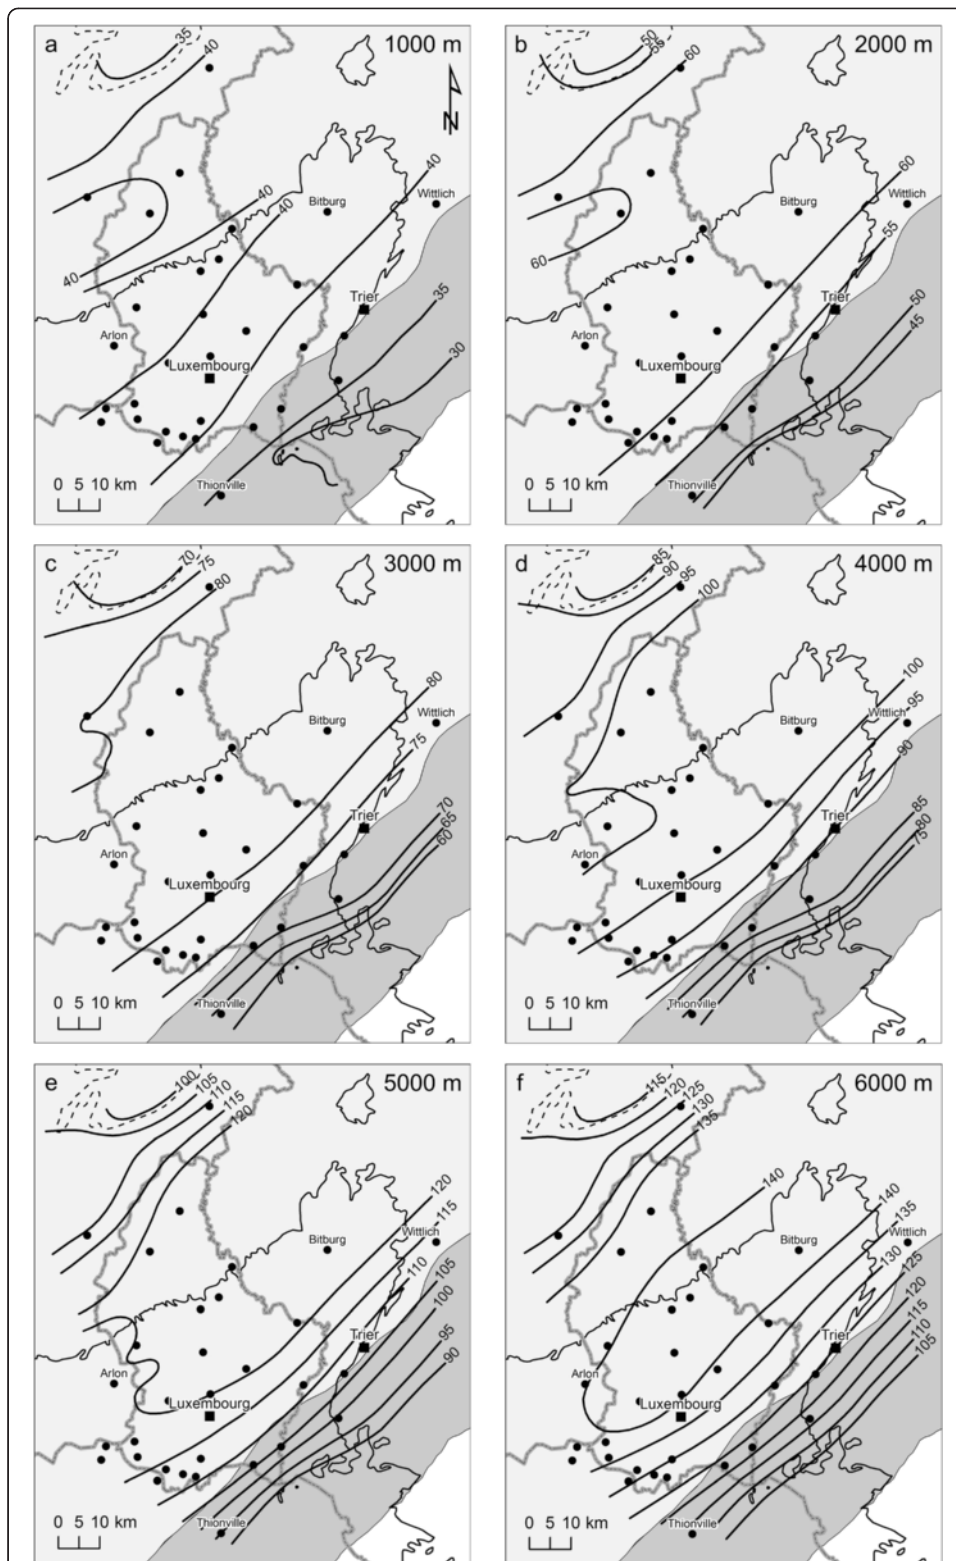 a
1000 m
35
40
N
40
40
40
Bitburg
Wittlich
40
Trier
35
Arlon
Luxembourg
30
0 5 10 km
Thionville
b
2000 m
50
55
60
60
Bitburg
Wittlich
60
55
Trier
50
45
Arlon
Luxembourg
0 5 10 km
Thionville
c
3000 m
70
75
80
80
Bitburg
Wittlich
75
Trier
70
65
60
Arlon
Luxembourg
0 5 10 km
Thionville
d
4000 m
85
90
95
100
100
95
Bitburg
Wittlich
90
Trier
85
80
75
Arlon
Luxembourg
0 5 10 km
Thionville
e
5000 m
100
105
110
115
120
120
115
Bitburg
Wittlich
110
105
100
Trier
95
90
Arlon
Luxembourg
0 5 10 km
Thionville
f
6000 m
115
120
125
130
135
140
140
135
Bitburg
Wittlich
130
125
120
115
Trier
110
105
Arlon
Luxembourg
0 5 10 km
Thionville